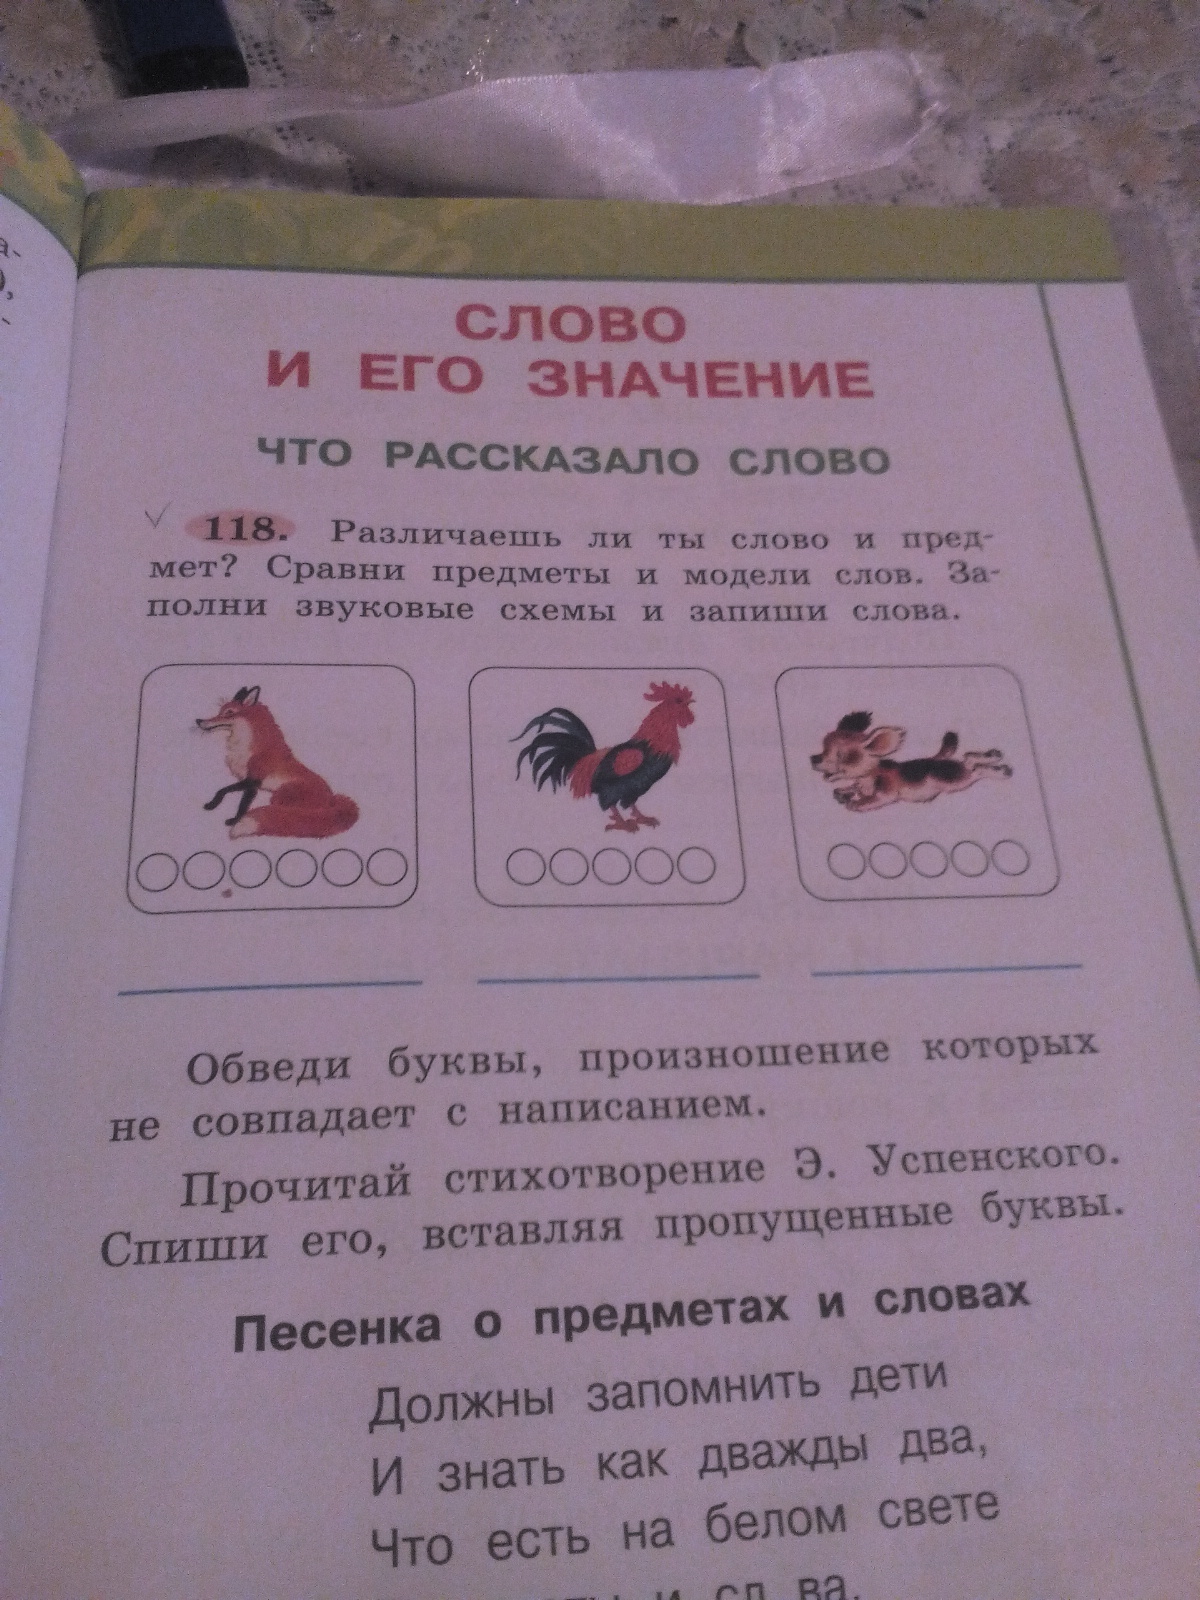 а-
СЛОВО
И ЕГО ЗНАЧЕНИЕ
ЧТО РАССКАЗАЛО СЛОВО
118. Различаешь ли ты слово и пред-
мет? Сравни предметы и модели слов. За-
полни звуковые схемы и запиши слова.
Обведи буквы, произношение которых
не совпадает с написанием.
Прочитай стихотворение Э. Успенского.
Спиши его, вставляя пропущенные буквы.
Песенка о предметах и словах
Должны запомнить дети
И знать как дважды два,
Что есть на белом свете
и сл ва.